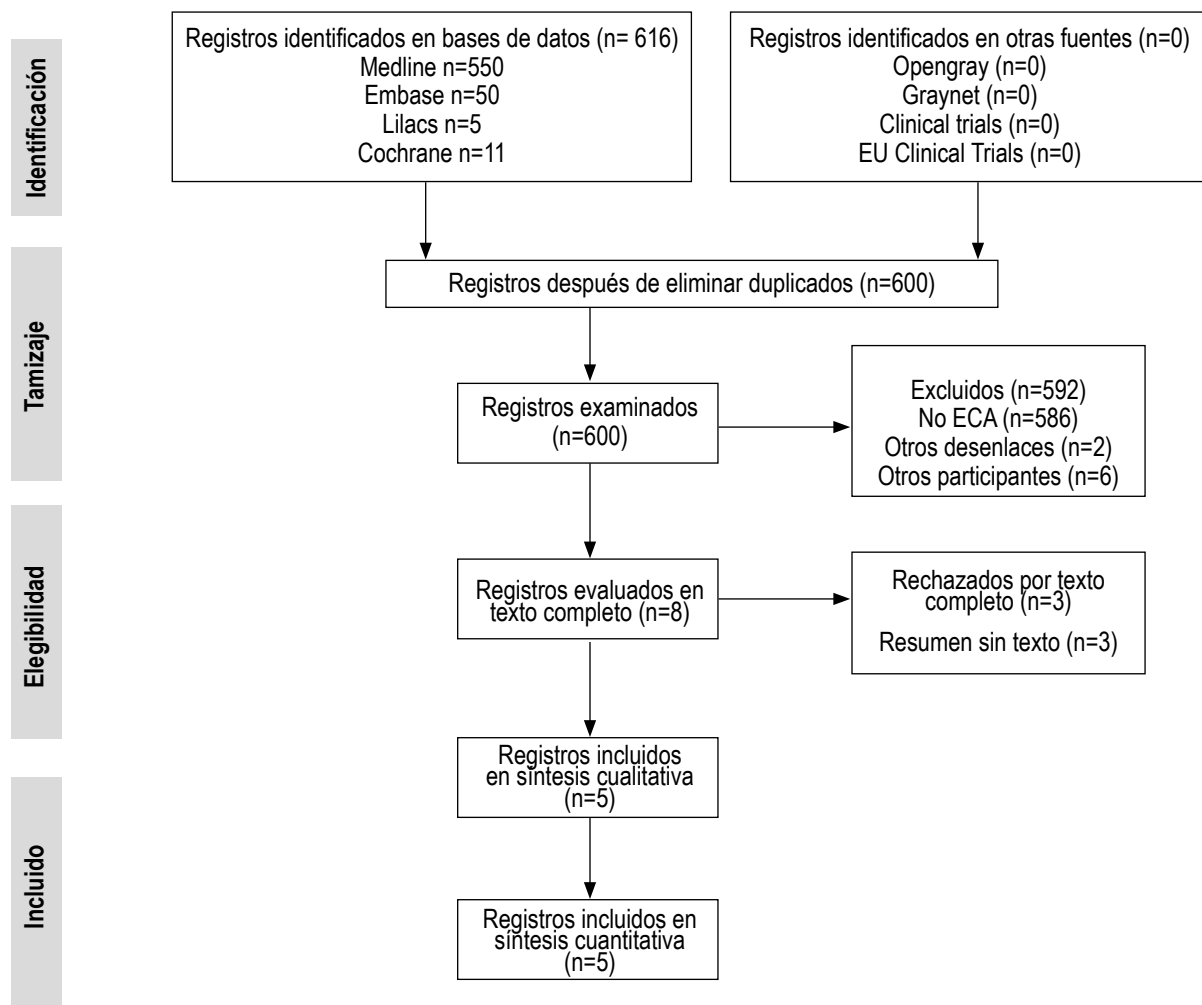 Identificación
Registros identificados en bases de datos (n= 616)
Medline n=550
Embase n=50
Lilacs n=5
Cochrane n=11
Registros identificados en otras fuentes (n=0)
Opengray (n=0)
Graynet (n=0)
Clinical trials (n=0)
EU Clinical Trials (n=0)
Tamizaje
Registros después de eliminar duplicados (n=600)
Registros examinados
(n=600)
Excluidos (n=592)
No ECA (n=586)
Otros desenlaces (n=2)
Otros participantes (n=6)
Elegibilidad
Registros evaluados en
texto completo (n=8)
Rechazados por texto
completo (n=3)
Resumen sin texto (n=3)
Registros incluidos
en síntesis cualitativa
(n=5)
Incluido
Registros incluidos en
síntesis cuantitativa
(n=5)